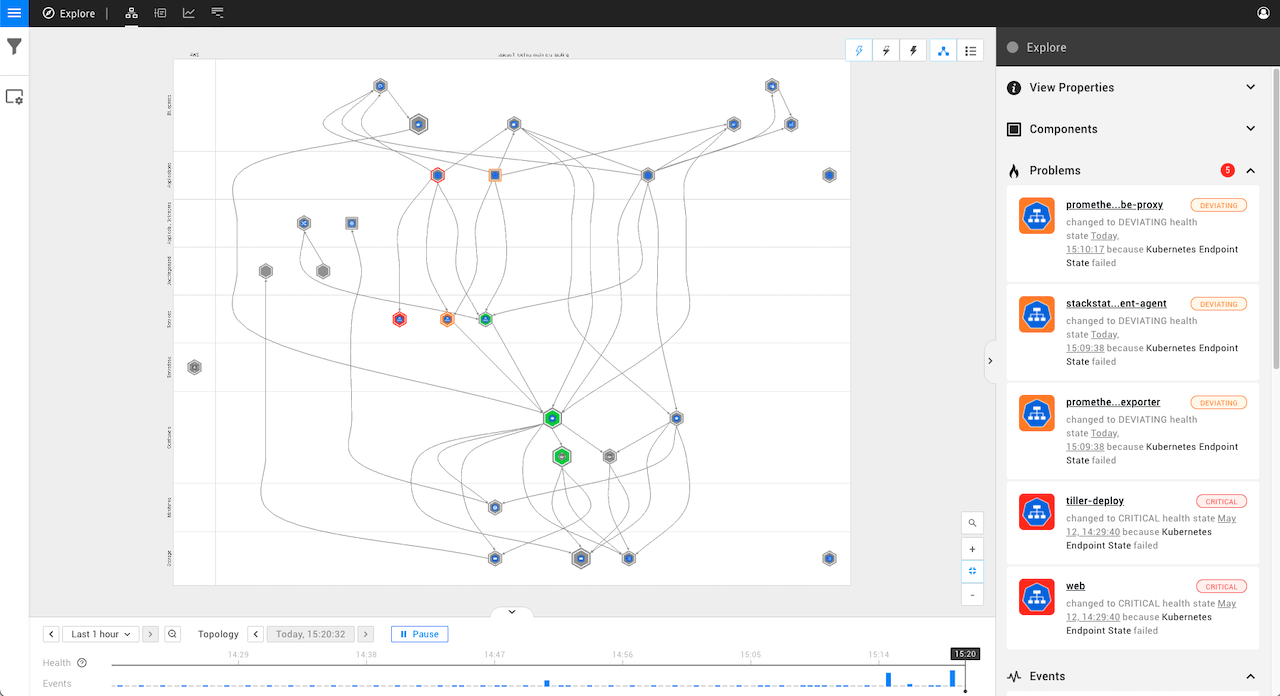 Explore
Explore
View Properties
Components
Problems
5
promethe...be-proxy
DEVIATING
changed to DEVIATING health
state Today,
15:10:17 because Kubernetes Endpoint
State failed
stackstat...ent-agent
DEVIATING
changed to DEVIATING health
state Today,
15:09:38 because Kubernetes Endpoint
State failed
promethe...exporter
DEVIATING
changed to DEVIATING health
state Today,
15:09:38 because Kubernetes Endpoint
State failed
tiller-deploy
CRITICAL
changed to CRITICAL health state May
12, 14:29:40 because Kubernetes
Endpoint State failed
web
CRITICAL
changed to CRITICAL health state May
12, 14:29:40 because Kubernetes
Endpoint State failed
Events
Last 1 hour
Topology
Today, 15:20:32
Pause
14:29
14:38
14:47
14:56
15:05
15:14
15:20
Health
Events